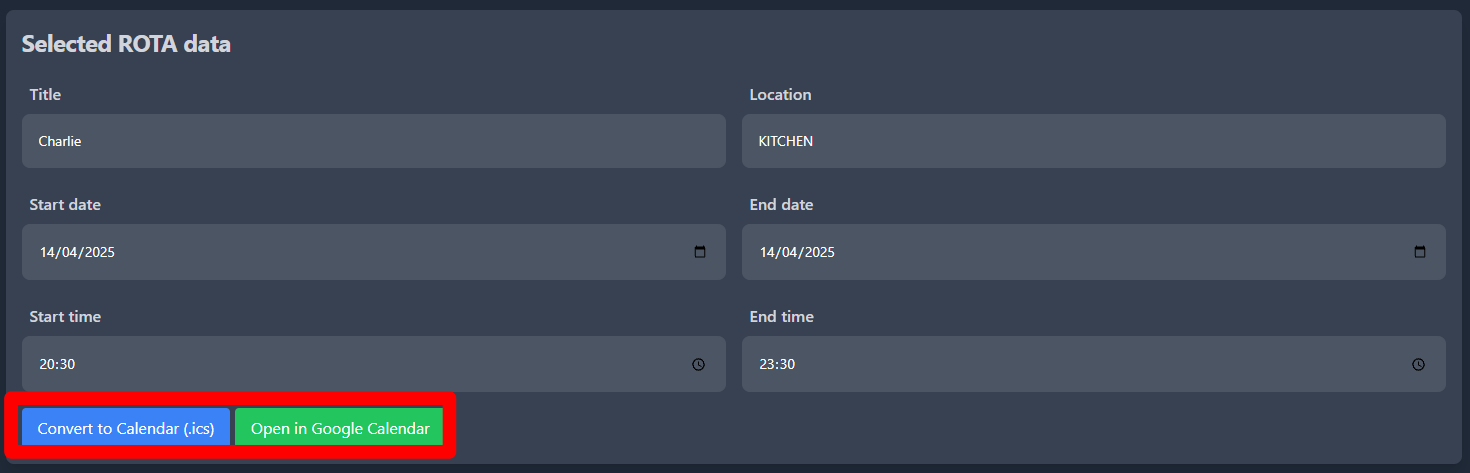 Selected ROTA data
Title
Location
Charlie
KITCHEN
Start date
End date
14/04/2025
14/04/2025
Start time
End time
20:30
23:30
Convert to Calendar (.ics)
Open in Google Calendar